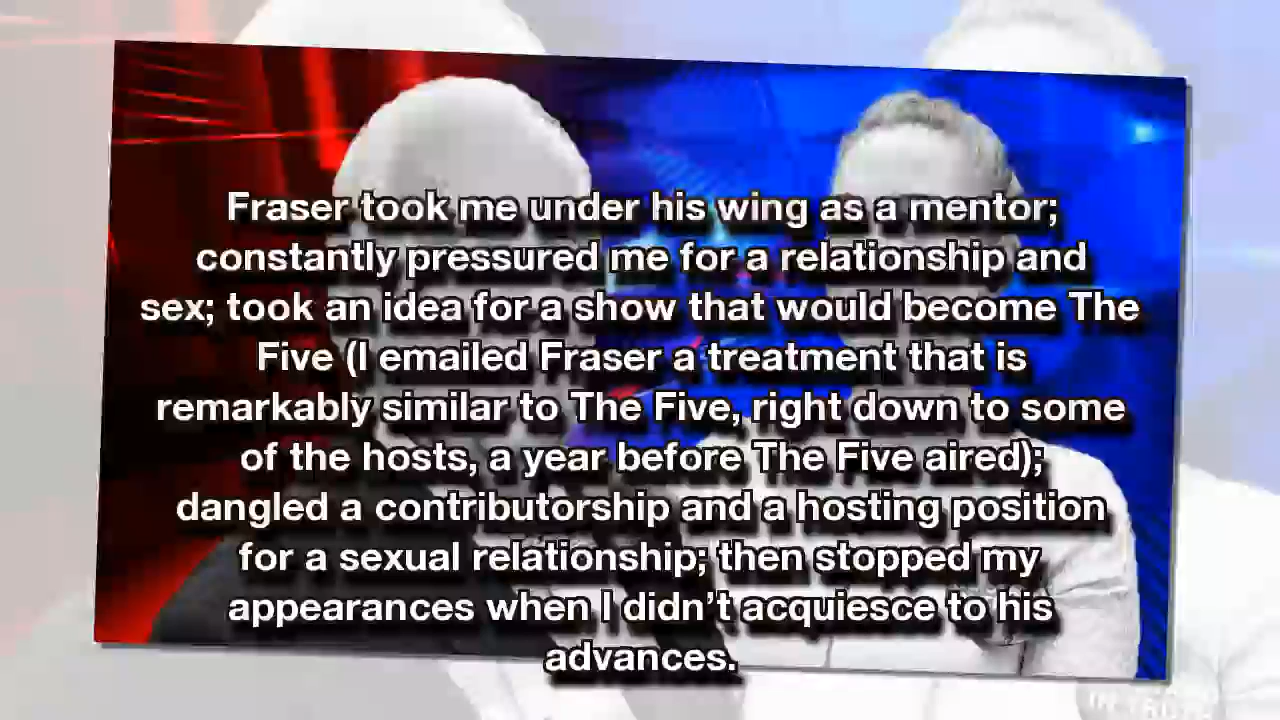 Fraser took me under his wing as a mentor;
constantly pressured me for a relationship and
sex; took an idea for a show that would become The
Five (I emailed Fraser a treatment that is
remarkably similar to The Five, right down to some
of the hosts, a year before The Five aired);
dangled a contributorship and a hosting position
for a sexual relationship; then stopped my
appearances when I didn’t acquiesce to his
advances.